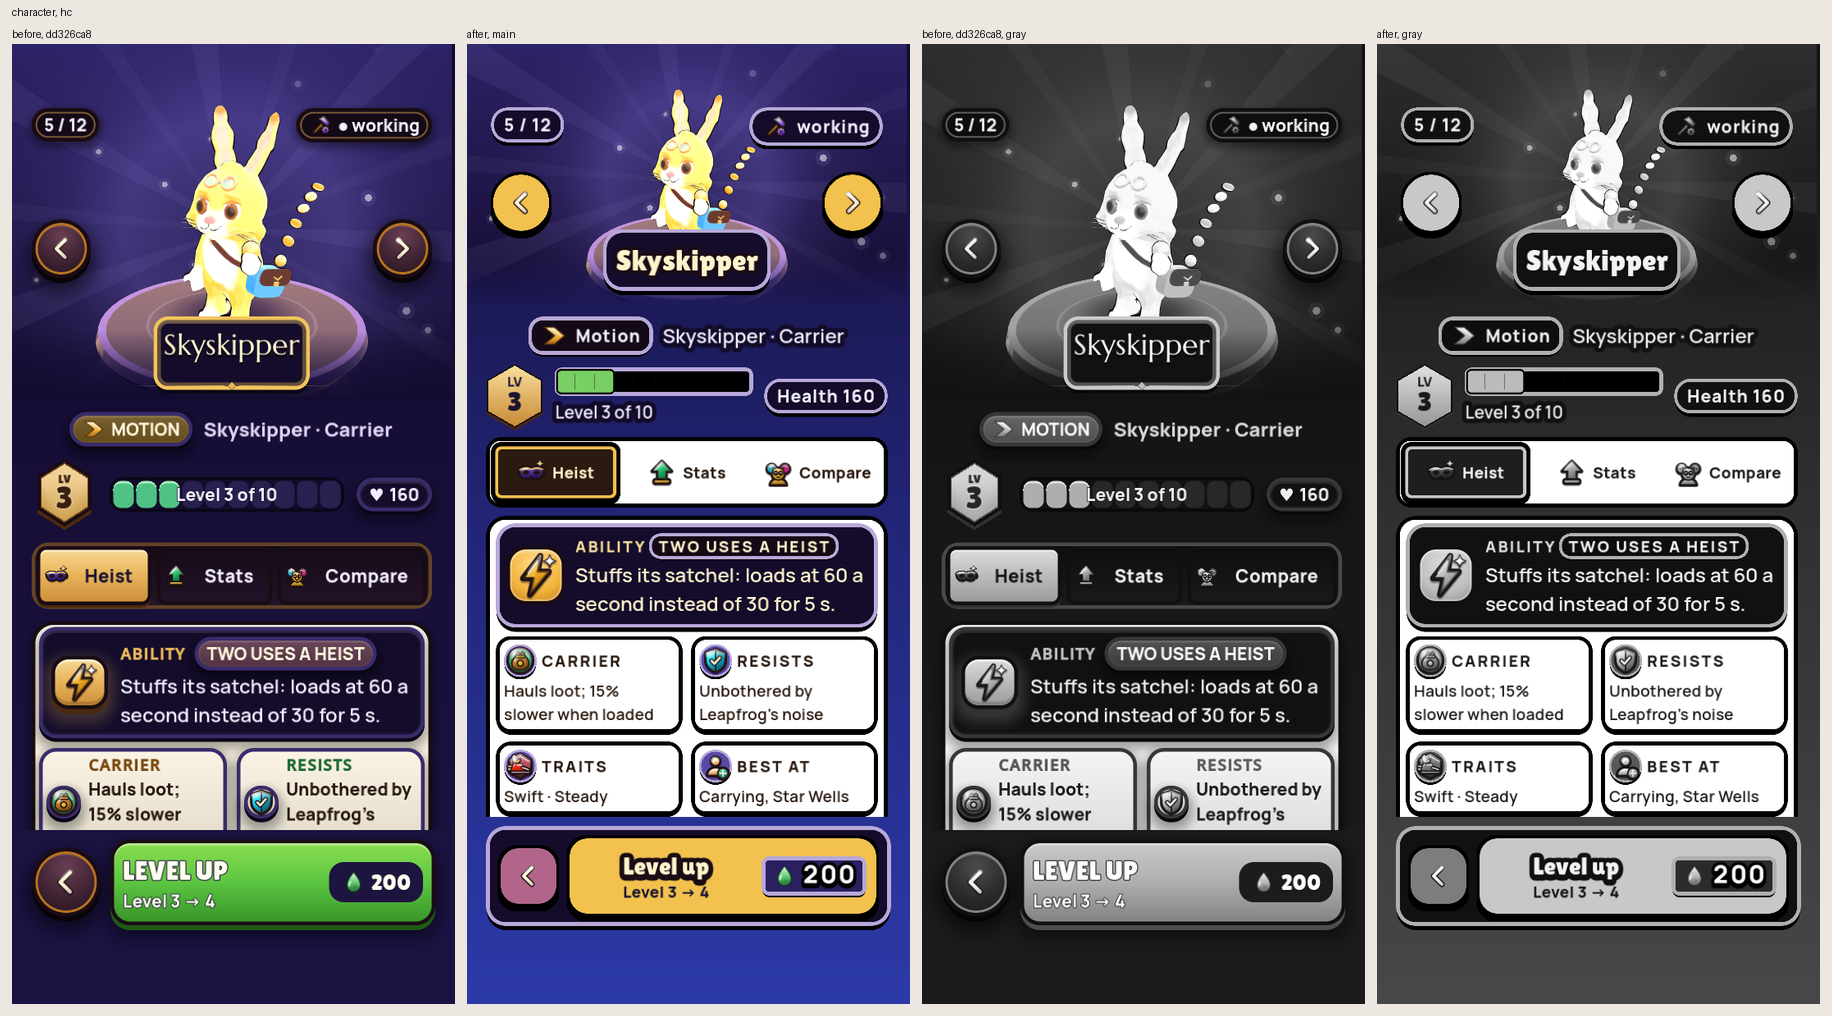 character, hc
before, dd326ca8
5 / 12
● working
Skyskipper
MOTION
Skyskipper · Carrier
LV
3
Level 3 of 10
♥ 160
Heist
Stats
Compare
ABILITY
TWO USES A HEIST
Stuffs its satchel: loads at 60 a
second instead of 30 for 5 s.
CARRIER
Hauls loot;
15% slower
RESISTS
Unbothered by
Leapfrog's
LEVEL UP
Level 3 → 4
200
after, main
5 / 12
working
Skyskipper
Motion
Skyskipper · Carrier
LV
3
Level 3 of 10
Health 160
Heist
Stats
Compare
ABILITY
TWO USES A HEIST
Stuffs its satchel: loads at 60 a
second instead of 30 for 5 s.
CARRIER
Hauls loot; 15%
slower when loaded
RESISTS
Unbothered by
Leapfrog's noise
TRAITS
Swift · Steady
BEST AT
Carrying, Star Wells
Level up
Level 3 → 4
200
before, dd326ca8, gray
5 / 12
● working
Skyskipper
MOTION
Skyskipper · Carrier
LV
3
Level 3 of 10
♥ 160
Heist
Stats
Compare
ABILITY
TWO USES A HEIST
Stuffs its satchel: loads at 60 a
second instead of 30 for 5 s.
CARRIER
Hauls loot;
15% slower
RESISTS
Unbothered by
Leapfrog's
LEVEL UP
Level 3 → 4
200
after, gray
5 / 12
working
Skyskipper
Motion
Skyskipper · Carrier
LV
3
Level 3 of 10
Health 160
Heist
Stats
Compare
ABILITY
TWO USES A HEIST
Stuffs its satchel: loads at 60 a
second instead of 30 for 5 s.
CARRIER
Hauls loot; 15%
slower when loaded
RESISTS
Unbothered by
Leapfrog's noise
TRAITS
Swift · Steady
BEST AT
Carrying, Star Wells
Level up
Level 3 → 4
200